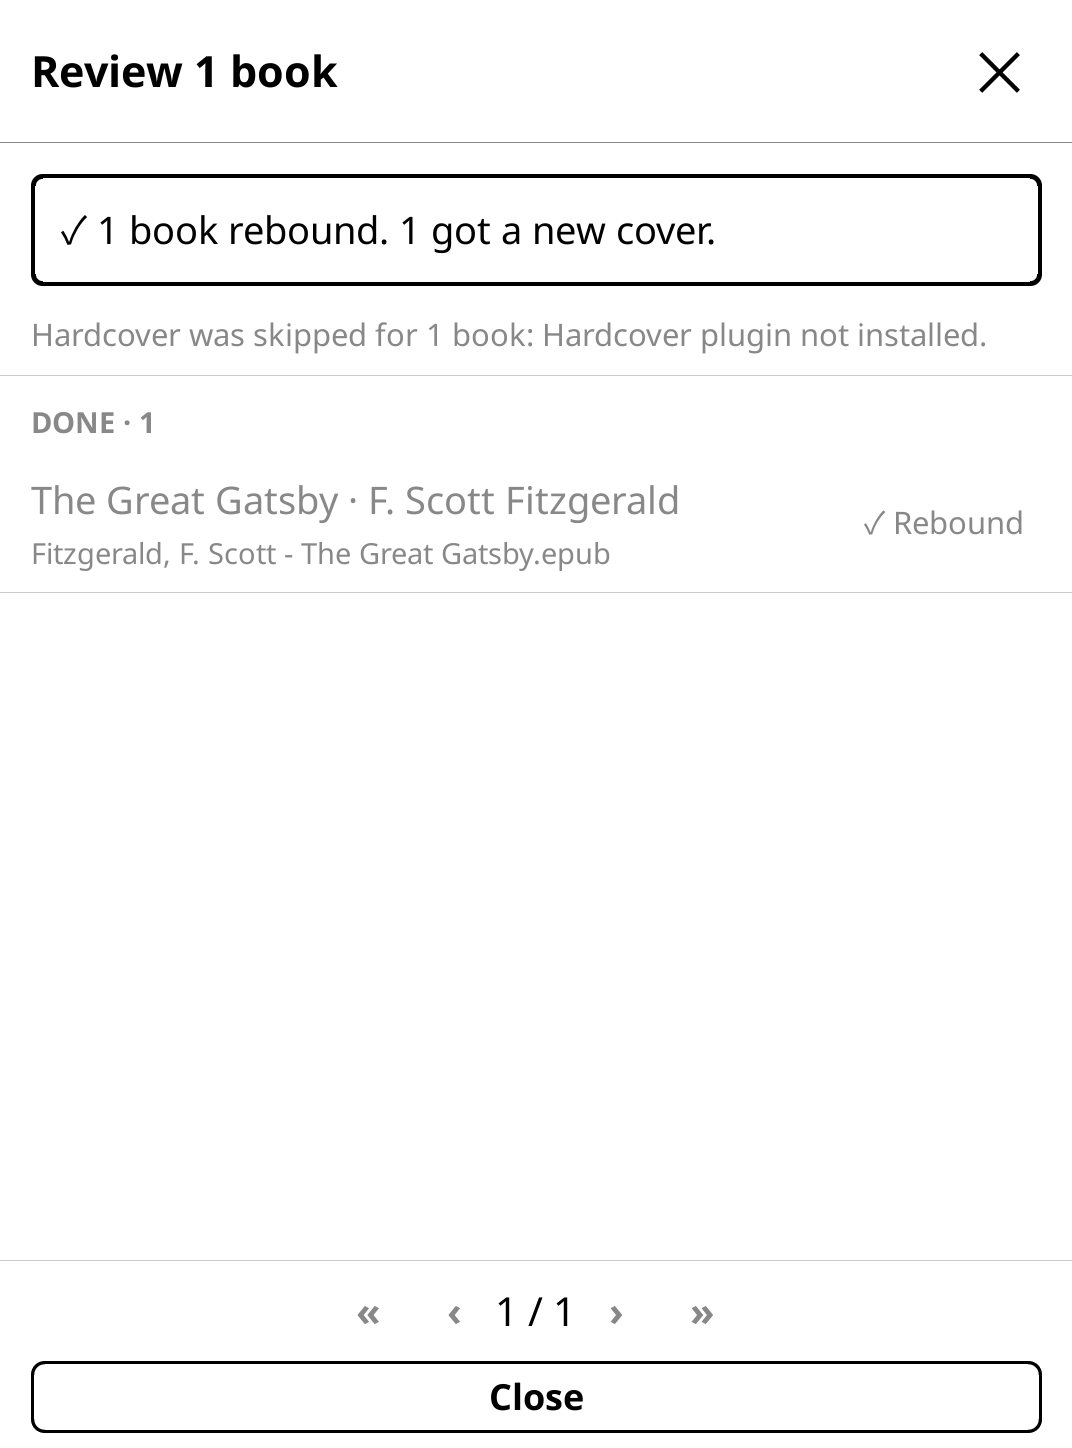 Review 1 book
✓ 1 book rebound. 1 got a new cover.
Hardcover was skipped for 1 book: Hardcover plugin not installed.
DONE · 1
The Great Gatsby · F. Scott Fitzgerald
Fitzgerald, F. Scott - The Great Gatsby.epub
✓ Rebound
« ‹ 1 / 1 › »
Close